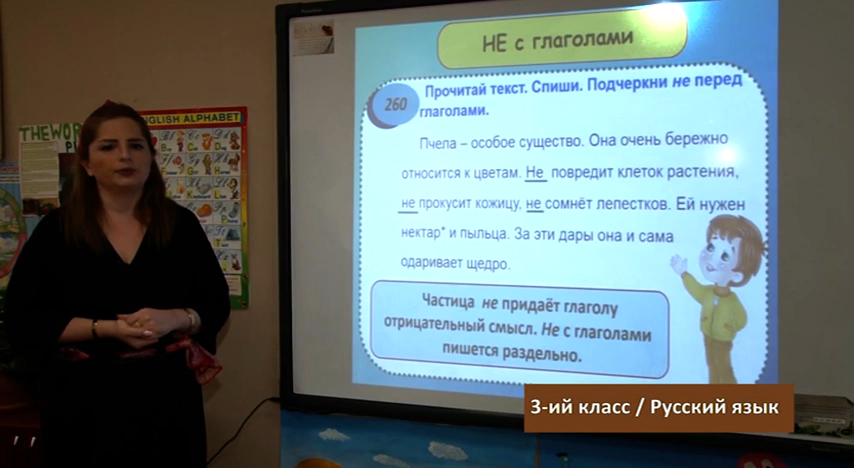 THE WOR
ENGLISH ALPHABET
НЕ с глаголами
260
Прочитай текст. Спиши. Подчеркни не перед
глаголами.
Пчела – особое существо. Она очень бережно
относится к цветам. Не повредит клеток растения,
не прокусит кожицу, не сомнёт лепестков. Ей нужен
нектар* и пыльца. За эти дары она и сама
одаривает щедро.
Частица не придаёт глаголу
отрицательный смысл. Не с глаголами
пишется раздельно.
3-ий класс / Русский язык